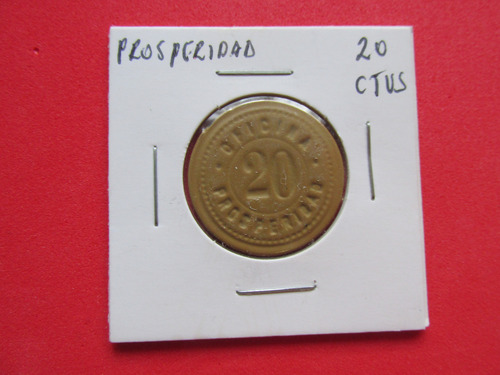 PROSPERIDAD
20
CTVS
OFICINA
20
PROSPERIDAD